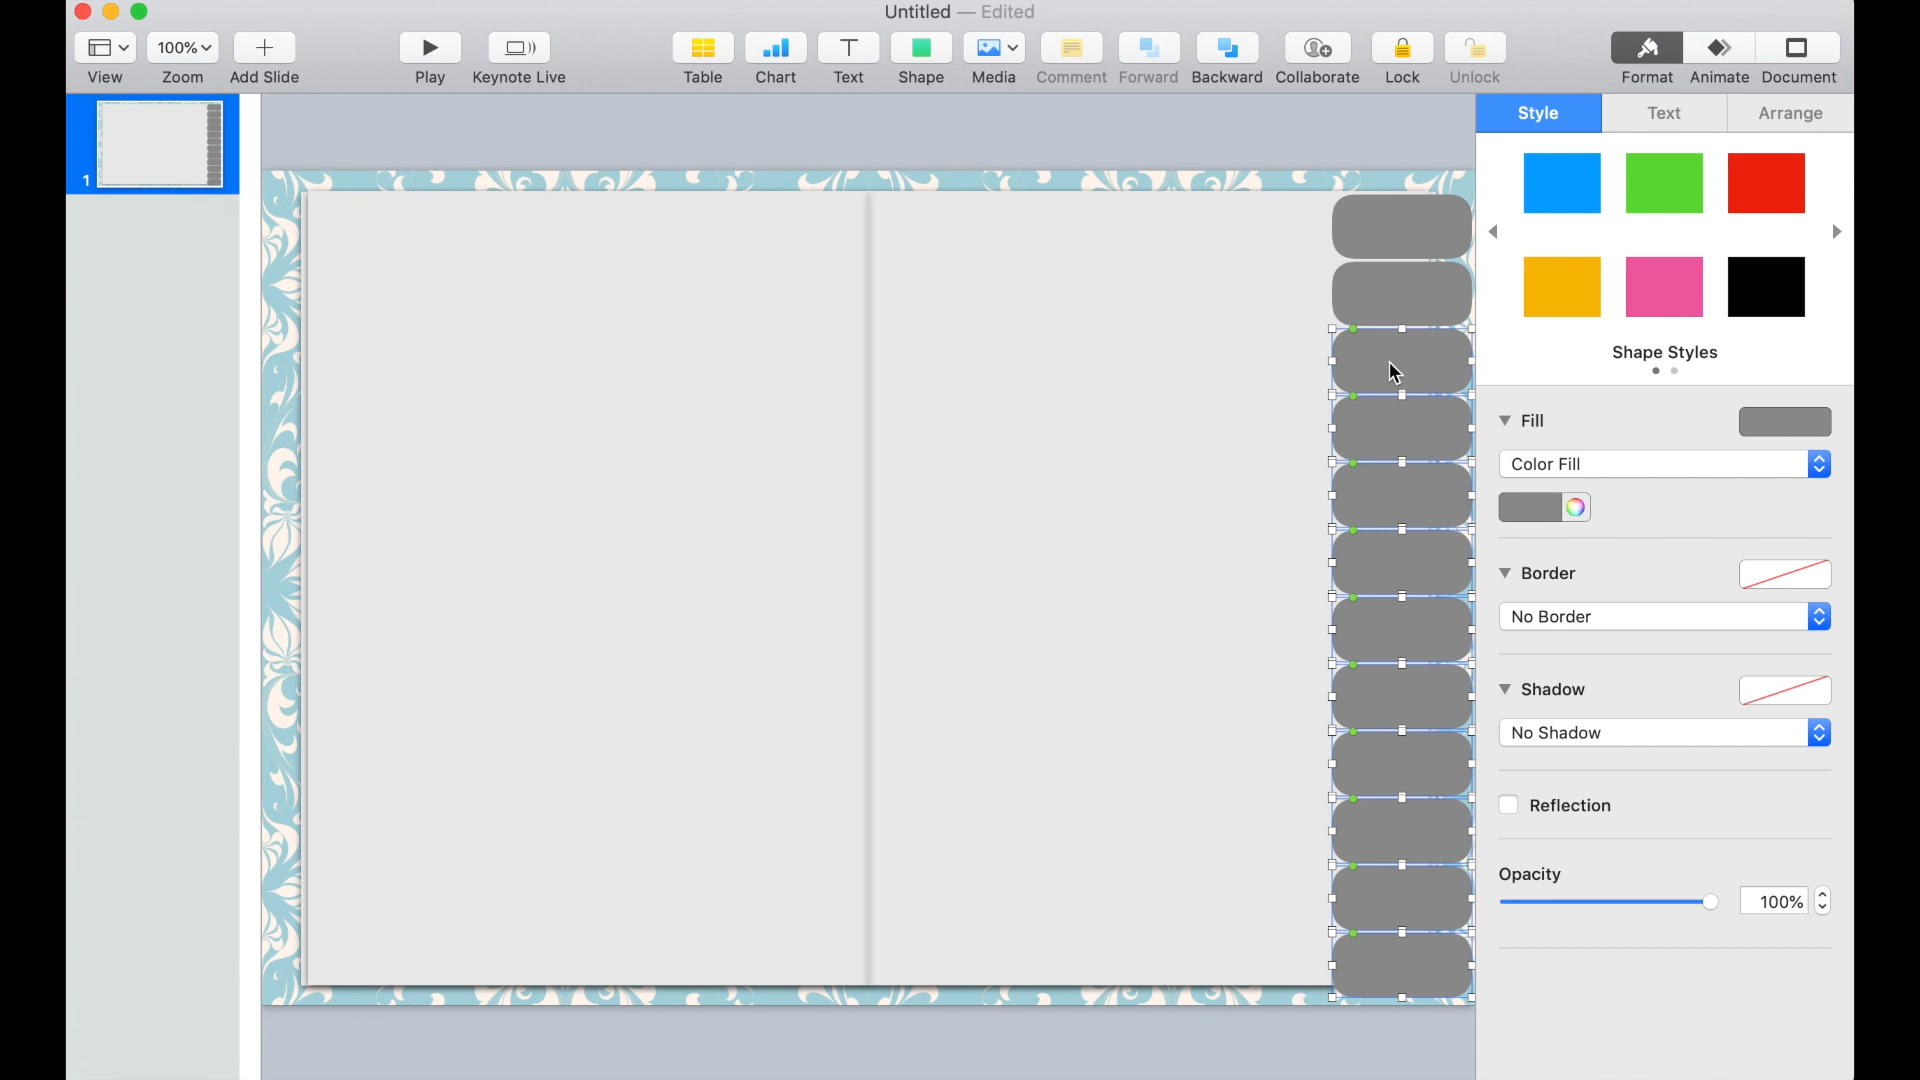 Untitled — Edited
100%
View Zoom Add Slide Play Keynote Live Table Chart Text Shape Media Comment Forward Backward Collaborate Lock Unlock Format Animate Document
Style Text Arrange
1
Shape Styles
Fill
Color Fill
Border
No Border
Shadow
No Shadow
Reflection
Opacity
100%